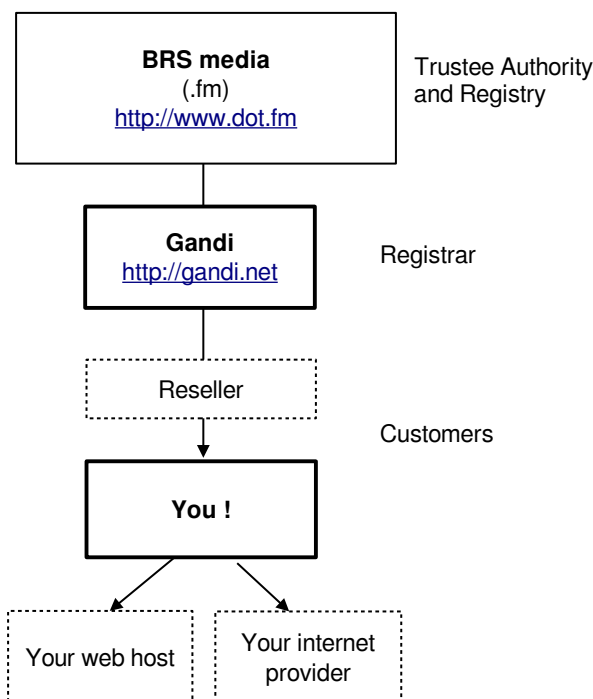 BRS media
(.fm)
http://www.dot.fm
Trustee Authority
and Registry
Gandi
http://gandi.net
Registrar
Reseller
Customers
You !
Your web host
Your internet
provider